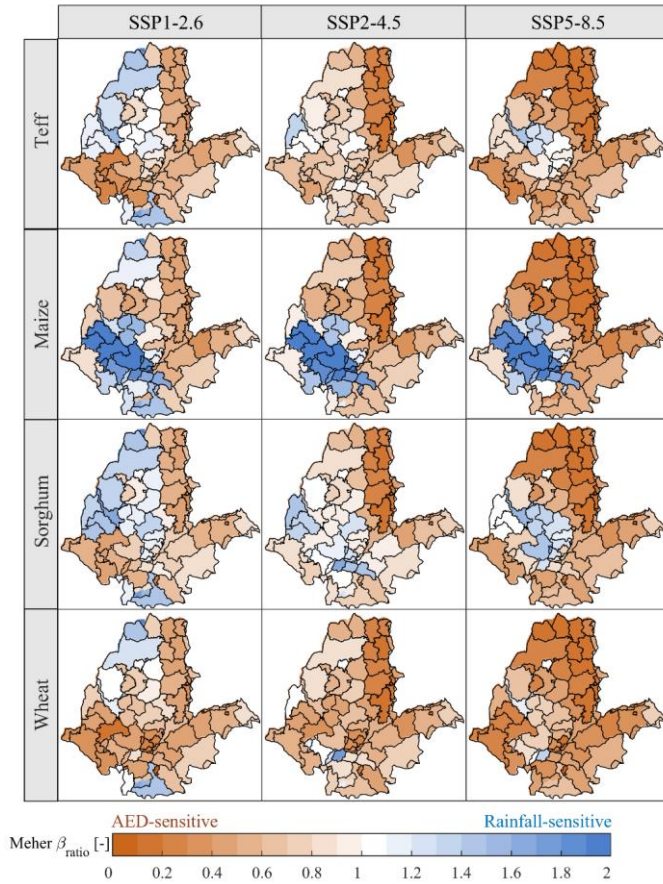 SSP1-2.6 SSP2-4.5 SSP5-8.5
Teff
Maize
Sorghum
Wheat
AED-sensitive Rainfall-sensitive
Meher β_ratio [-]
0 0.2 0.4 0.6 0.8 1 1.2 1.4 1.6 1.8 2